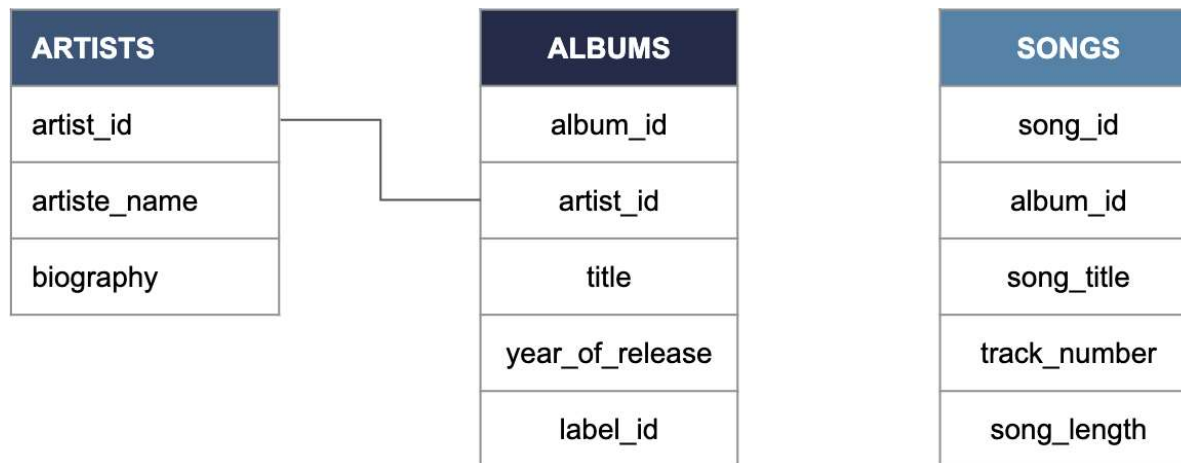 ARTISTS
artist_id
artiste_name
biography
ALBUMS
album_id
artist_id
title
year_of_release
label_id
SONGS
song_id
album_id
song_title
track_number
song_length